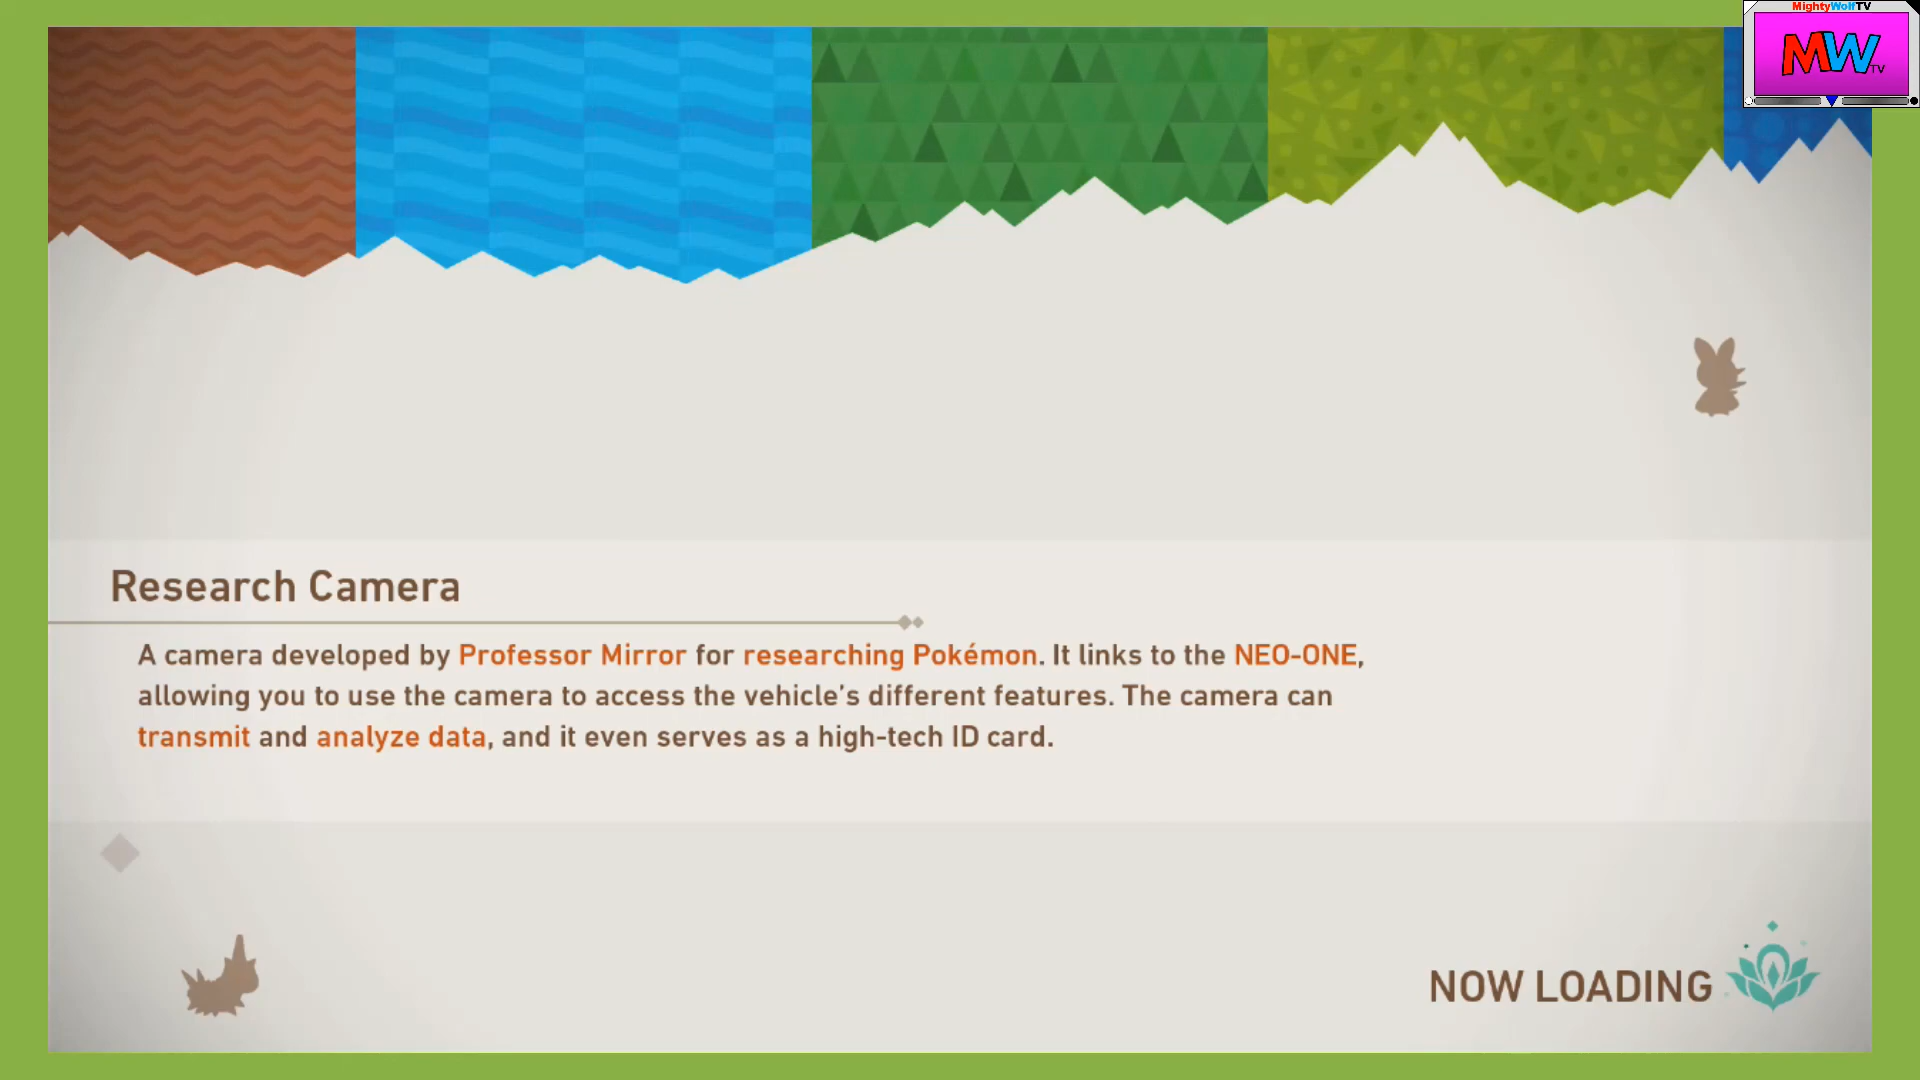 MightyWolfTV
MW TV
Research Camera
A camera developed by Professor Mirror for researching Pokémon. It links to the NEO-ONE,
allowing you to use the camera to access the vehicle's different features. The camera can
transmit and analyze data, and it even serves as a high-tech ID card.
NOW LOADING